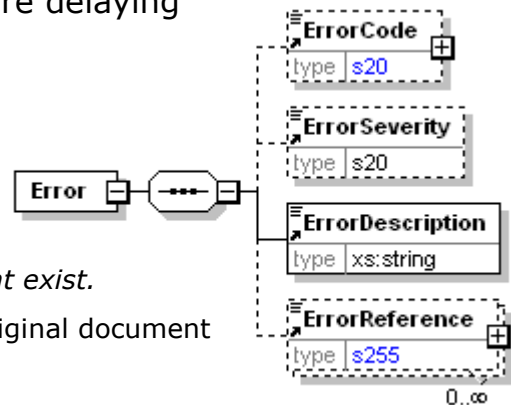 re delaying
ErrorCode
type s20
ErrorSeverity
type s20
Error
ErrorDescription
type xs:string
t exist.
iginal document
ErrorReference
type s255
0..∞